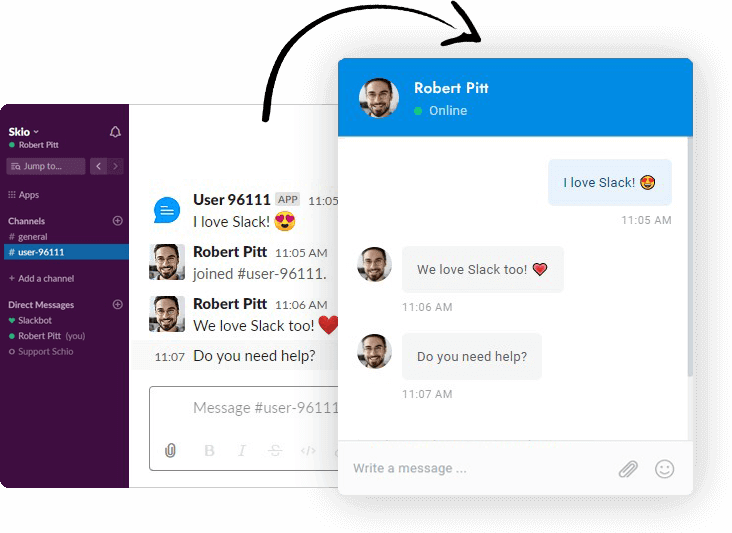 Skio
Robert Pitt
Jump to...
Apps
Channels
# general
# user-96111
+ Add a channel
Direct Messages
Slackbot
Robert Pitt (you)
Support Schio
User 96111 APP 11:05
I love Slack! 😍
Robert Pitt 11:05 AM
joined #user-96111.
Robert Pitt 11:06 AM
We love Slack too! ❤️
11:07 Do you need help?
Message #user-96111
B I S </>
Robert Pitt
Online
I love Slack! 😍
11:05 AM
We love Slack too! ❤️
11:06 AM
Do you need help?
11:07 AM
Write a message ...